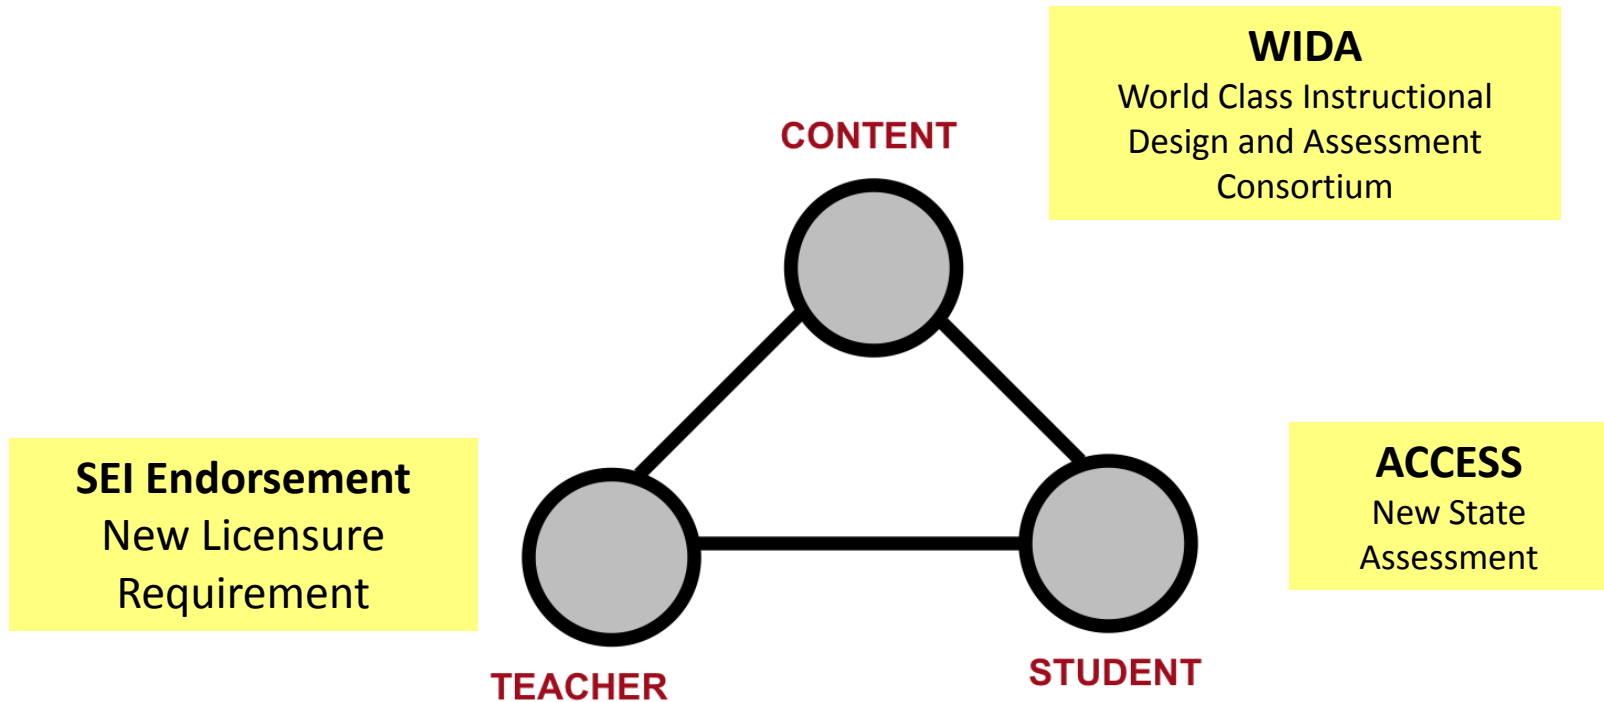 WIDA
World Class Instructional
Design and Assessment
Consortium
CONTENT
SEI Endorsement
New Licensure
Requirement
ACCESS
New State
Assessment
TEACHER
STUDENT